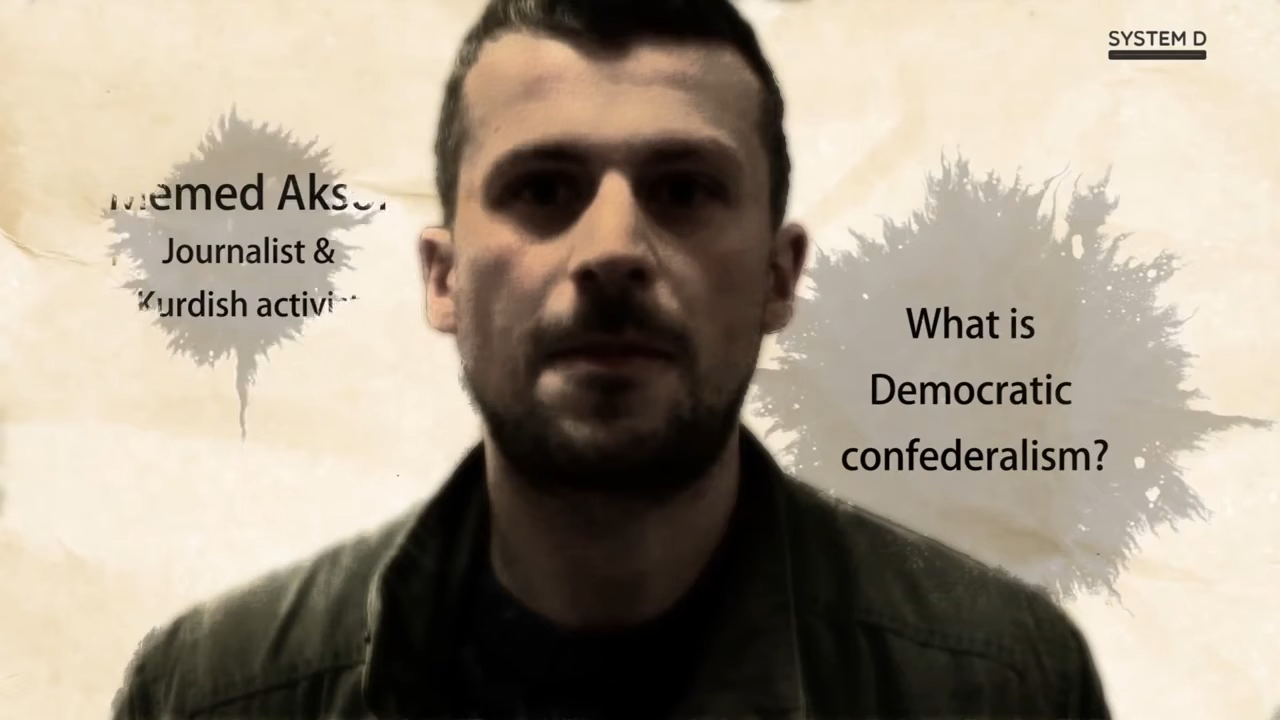 SYSTEM D
Journalist &
Kurdish
What is
Democratic
confederalism?